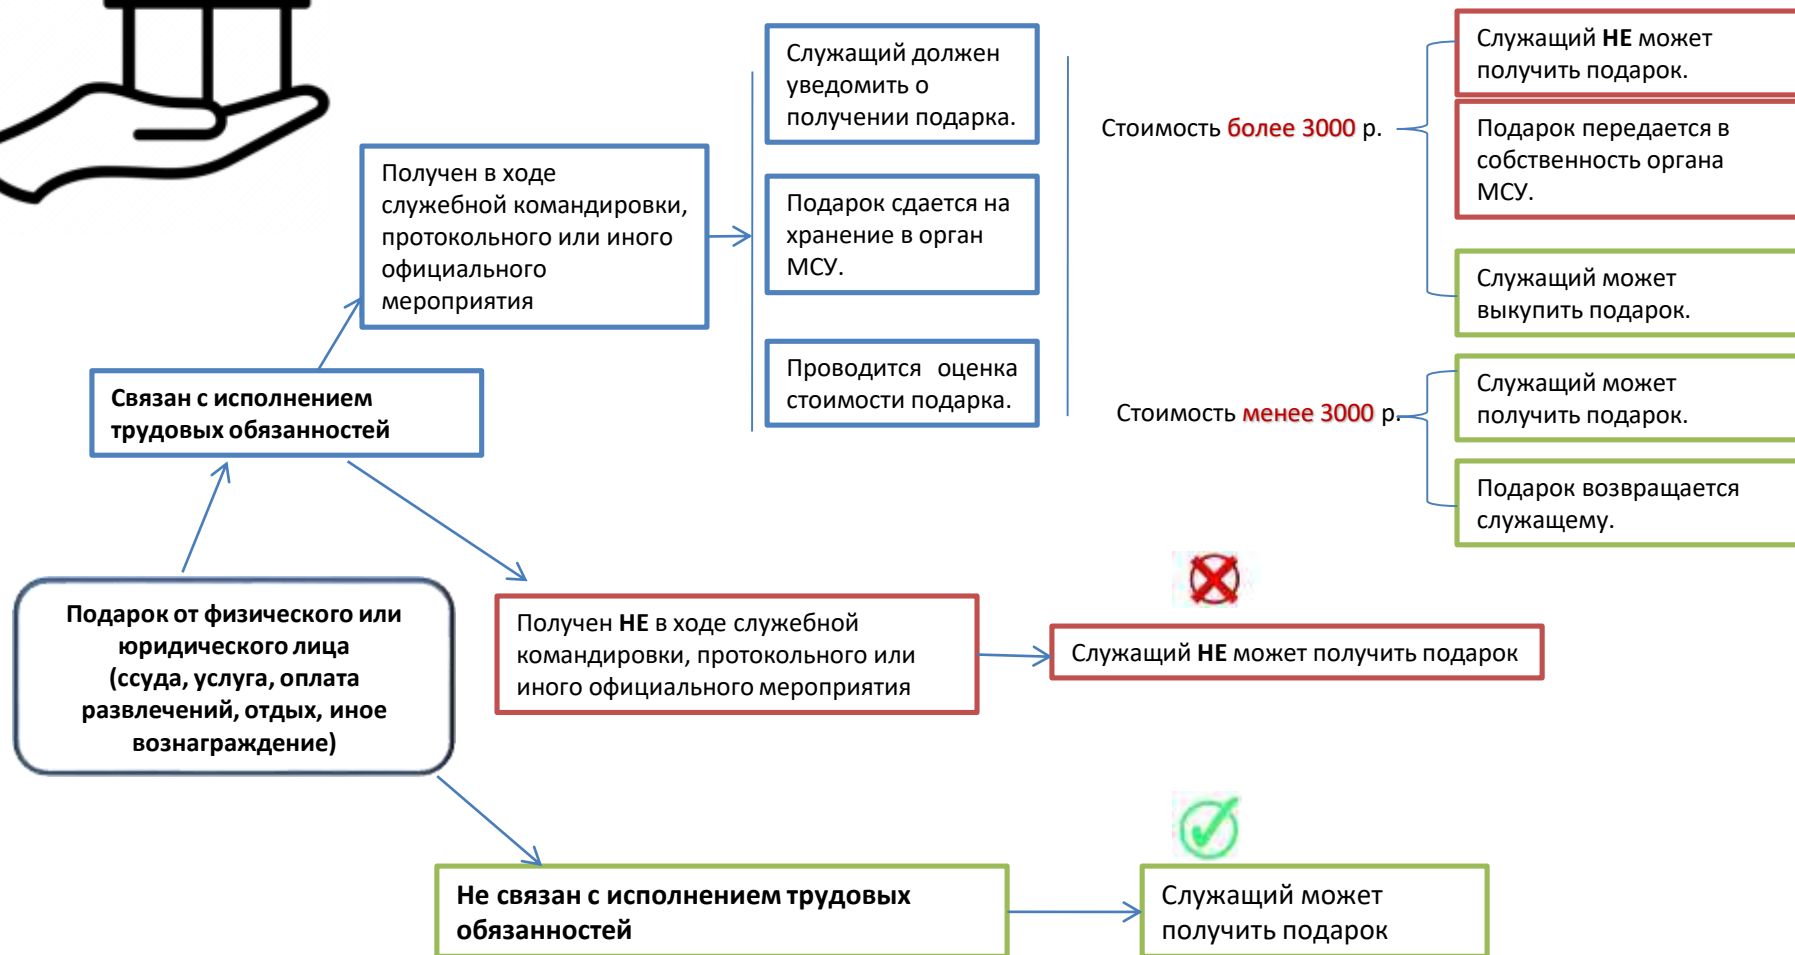 Служащий должен
уведомить о
получении подарка.
Стоимость более 3000 р.
Служащий НЕ может
получить подарок.
Подарок передается в
собственность органа
МСУ.
Получен в ходе
служебной командировки,
протокольного или иного
официального
мероприятия
Подарок сдается на
хранение в орган
МСУ.
Служащий может
выкупить подарок.
Проводится оценка
стоимости подарка.
Связан с исполнением
трудовых обязанностей
Стоимость менее 3000 р.
Служащий может
получить подарок.
Подарок возвращается
служащему.
Подарок от физического или
юридического лица
(ссуда, услуга, оплата
развлечений, отдых, иное
вознаграждение)
Получен НЕ в ходе служебной
командировки, протокольного или
иного официального мероприятия
Служащий НЕ может получить подарок
Не связан с исполнением трудовых
обязанностей
Служащий может
получить подарок